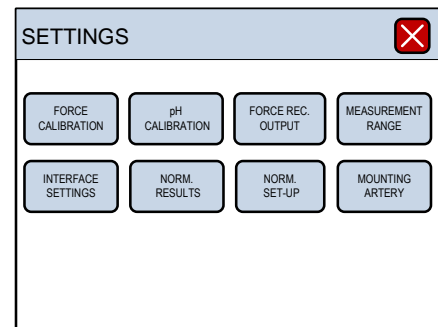 SETTINGS
FORCE
CALIBRATION
pH
CALIBRATION
FORCE REC.
OUTPUT
MEASUREMENT
RANGE
INTERFACE
SETTINGS
NORM.
RESULTS
NORM.
SET-UP
MOUNTING
ARTERY